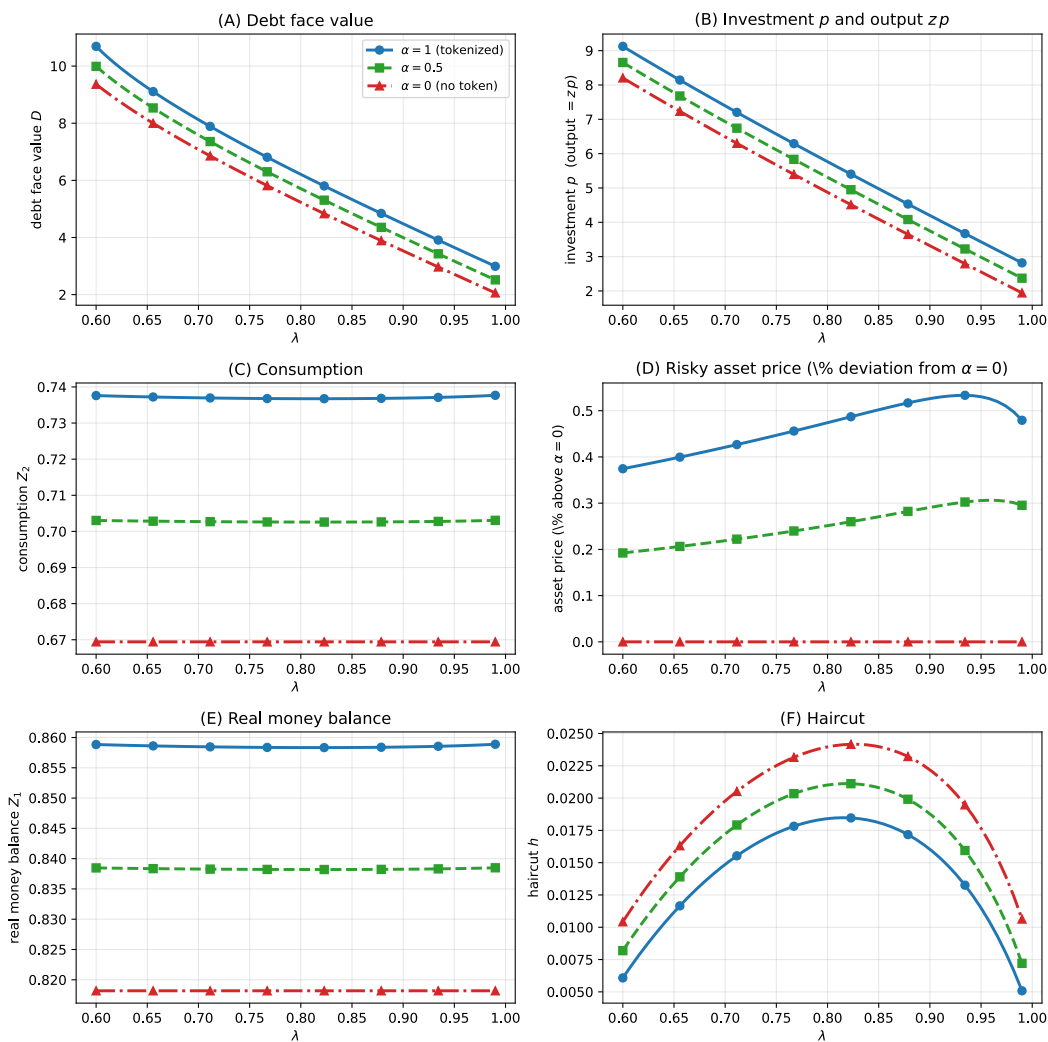 (A) Debt face value
debt face value D
10
8
6
4
2
α = 1 (tokenized)
α = 0.5
α = 0 (no token)
0.60 0.65 0.70 0.75 0.80 0.85 0.90 0.95 1.00
λ
(B) Investment p and output z p
investment p (output = z p)
9
8
7
6
5
4
3
2
0.60 0.65 0.70 0.75 0.80 0.85 0.90 0.95 1.00
λ
(C) Consumption
consumption Z₂
0.74
0.73
0.72
0.71
0.70
0.69
0.68
0.67
0.60 0.65 0.70 0.75 0.80 0.85 0.90 0.95 1.00
λ
(D) Risky asset price (\% deviation from α = 0)
asset price (\% above α = 0)
0.5
0.4
0.3
0.2
0.1
0.0
0.60 0.65 0.70 0.75 0.80 0.85 0.90 0.95 1.00
λ
(E) Real money balance
real money balance Z₁
0.860
0.855
0.850
0.845
0.840
0.835
0.830
0.825
0.820
0.60 0.65 0.70 0.75 0.80 0.85 0.90 0.95 1.00
λ
(F) Haircut
haircut h
0.0250
0.0225
0.0200
0.0175
0.0150
0.0125
0.0100
0.0075
0.0050
0.60 0.65 0.70 0.75 0.80 0.85 0.90 0.95 1.00
λ